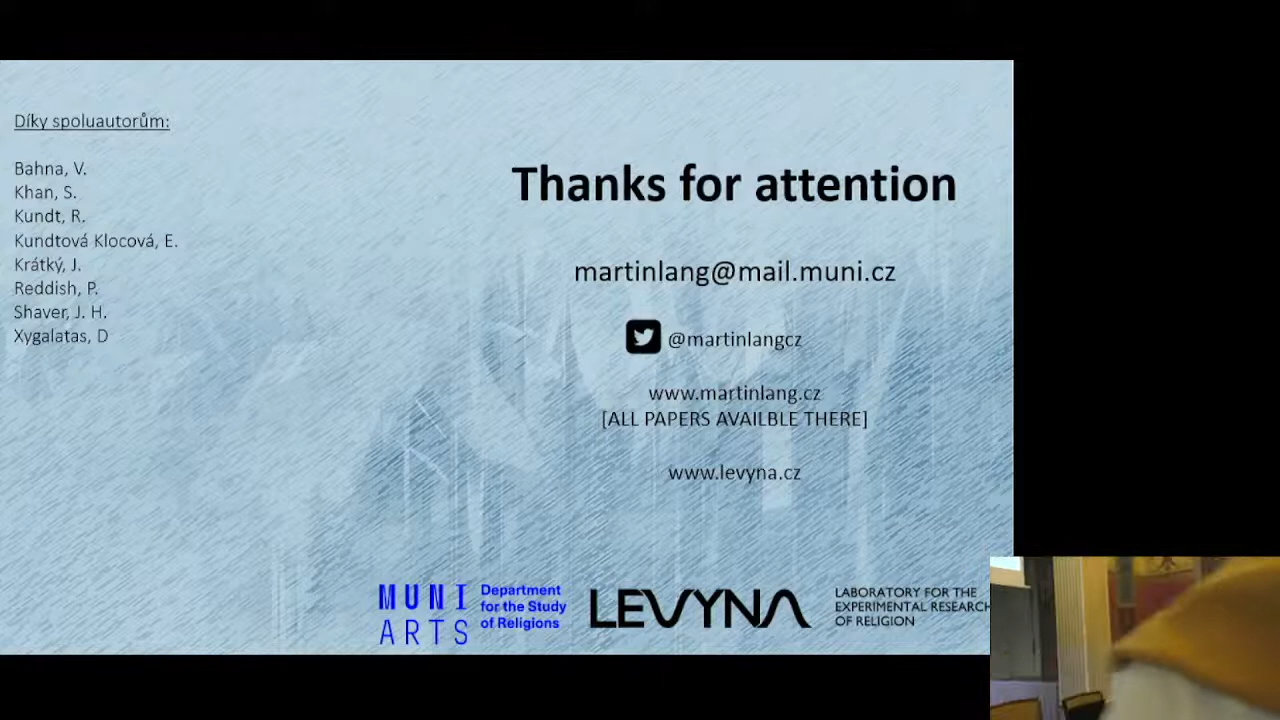 Díky spoluautorům:
Bahna, V.
Khan, S.
Kundt, R.
Kundtová Klocová, E.
Krátký, J.
Reddish, P.
Shaver, J. H.
Xygalatas, D
Thanks for attention
martinlang@mail.muni.cz
@martinlangcz
www.martinlang.cz
[ALL PAPERS AVAILBLE THERE]
www.levyna.cz
MUNI
ARTS
Department
for the Study
of Religions
LEVYNA
LABORATORY FOR THE
EXPERIMENTAL RESEARCH
OF RELIGION